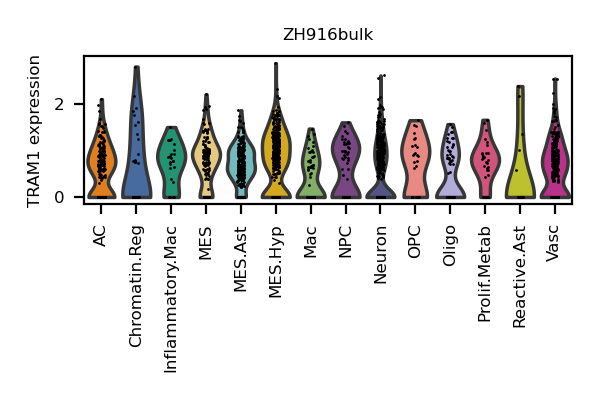 ZH916bulk
TRAM1 expression
2
0
AC
Chromatin.Reg
Inflammatory.Mac
MES
MES.Ast
MES.Hyp
Mac
NPC
Neuron
OPC
Oligo
Prolif.Metab
Reactive.Ast
Vasc